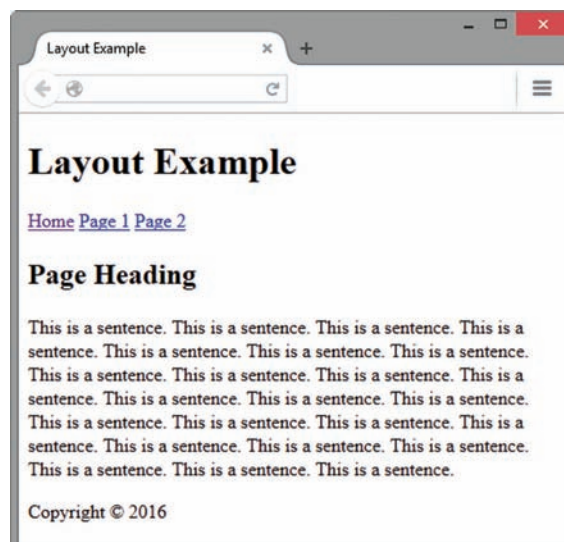 Layout Example
Layout Example
Home Page 1 Page 2
Page Heading
This is a sentence. This is a sentence. This is a sentence. This is a
sentence. This is a sentence. This is a sentence. This is a sentence.
This is a sentence. This is a sentence. This is a sentence. This is a
sentence. This is a sentence. This is a sentence. This is a sentence.
This is a sentence. This is a sentence. This is a sentence. This is a
sentence. This is a sentence. This is a sentence. This is a sentence.
This is a sentence. This is a sentence. This is a sentence.
Copyright © 2016